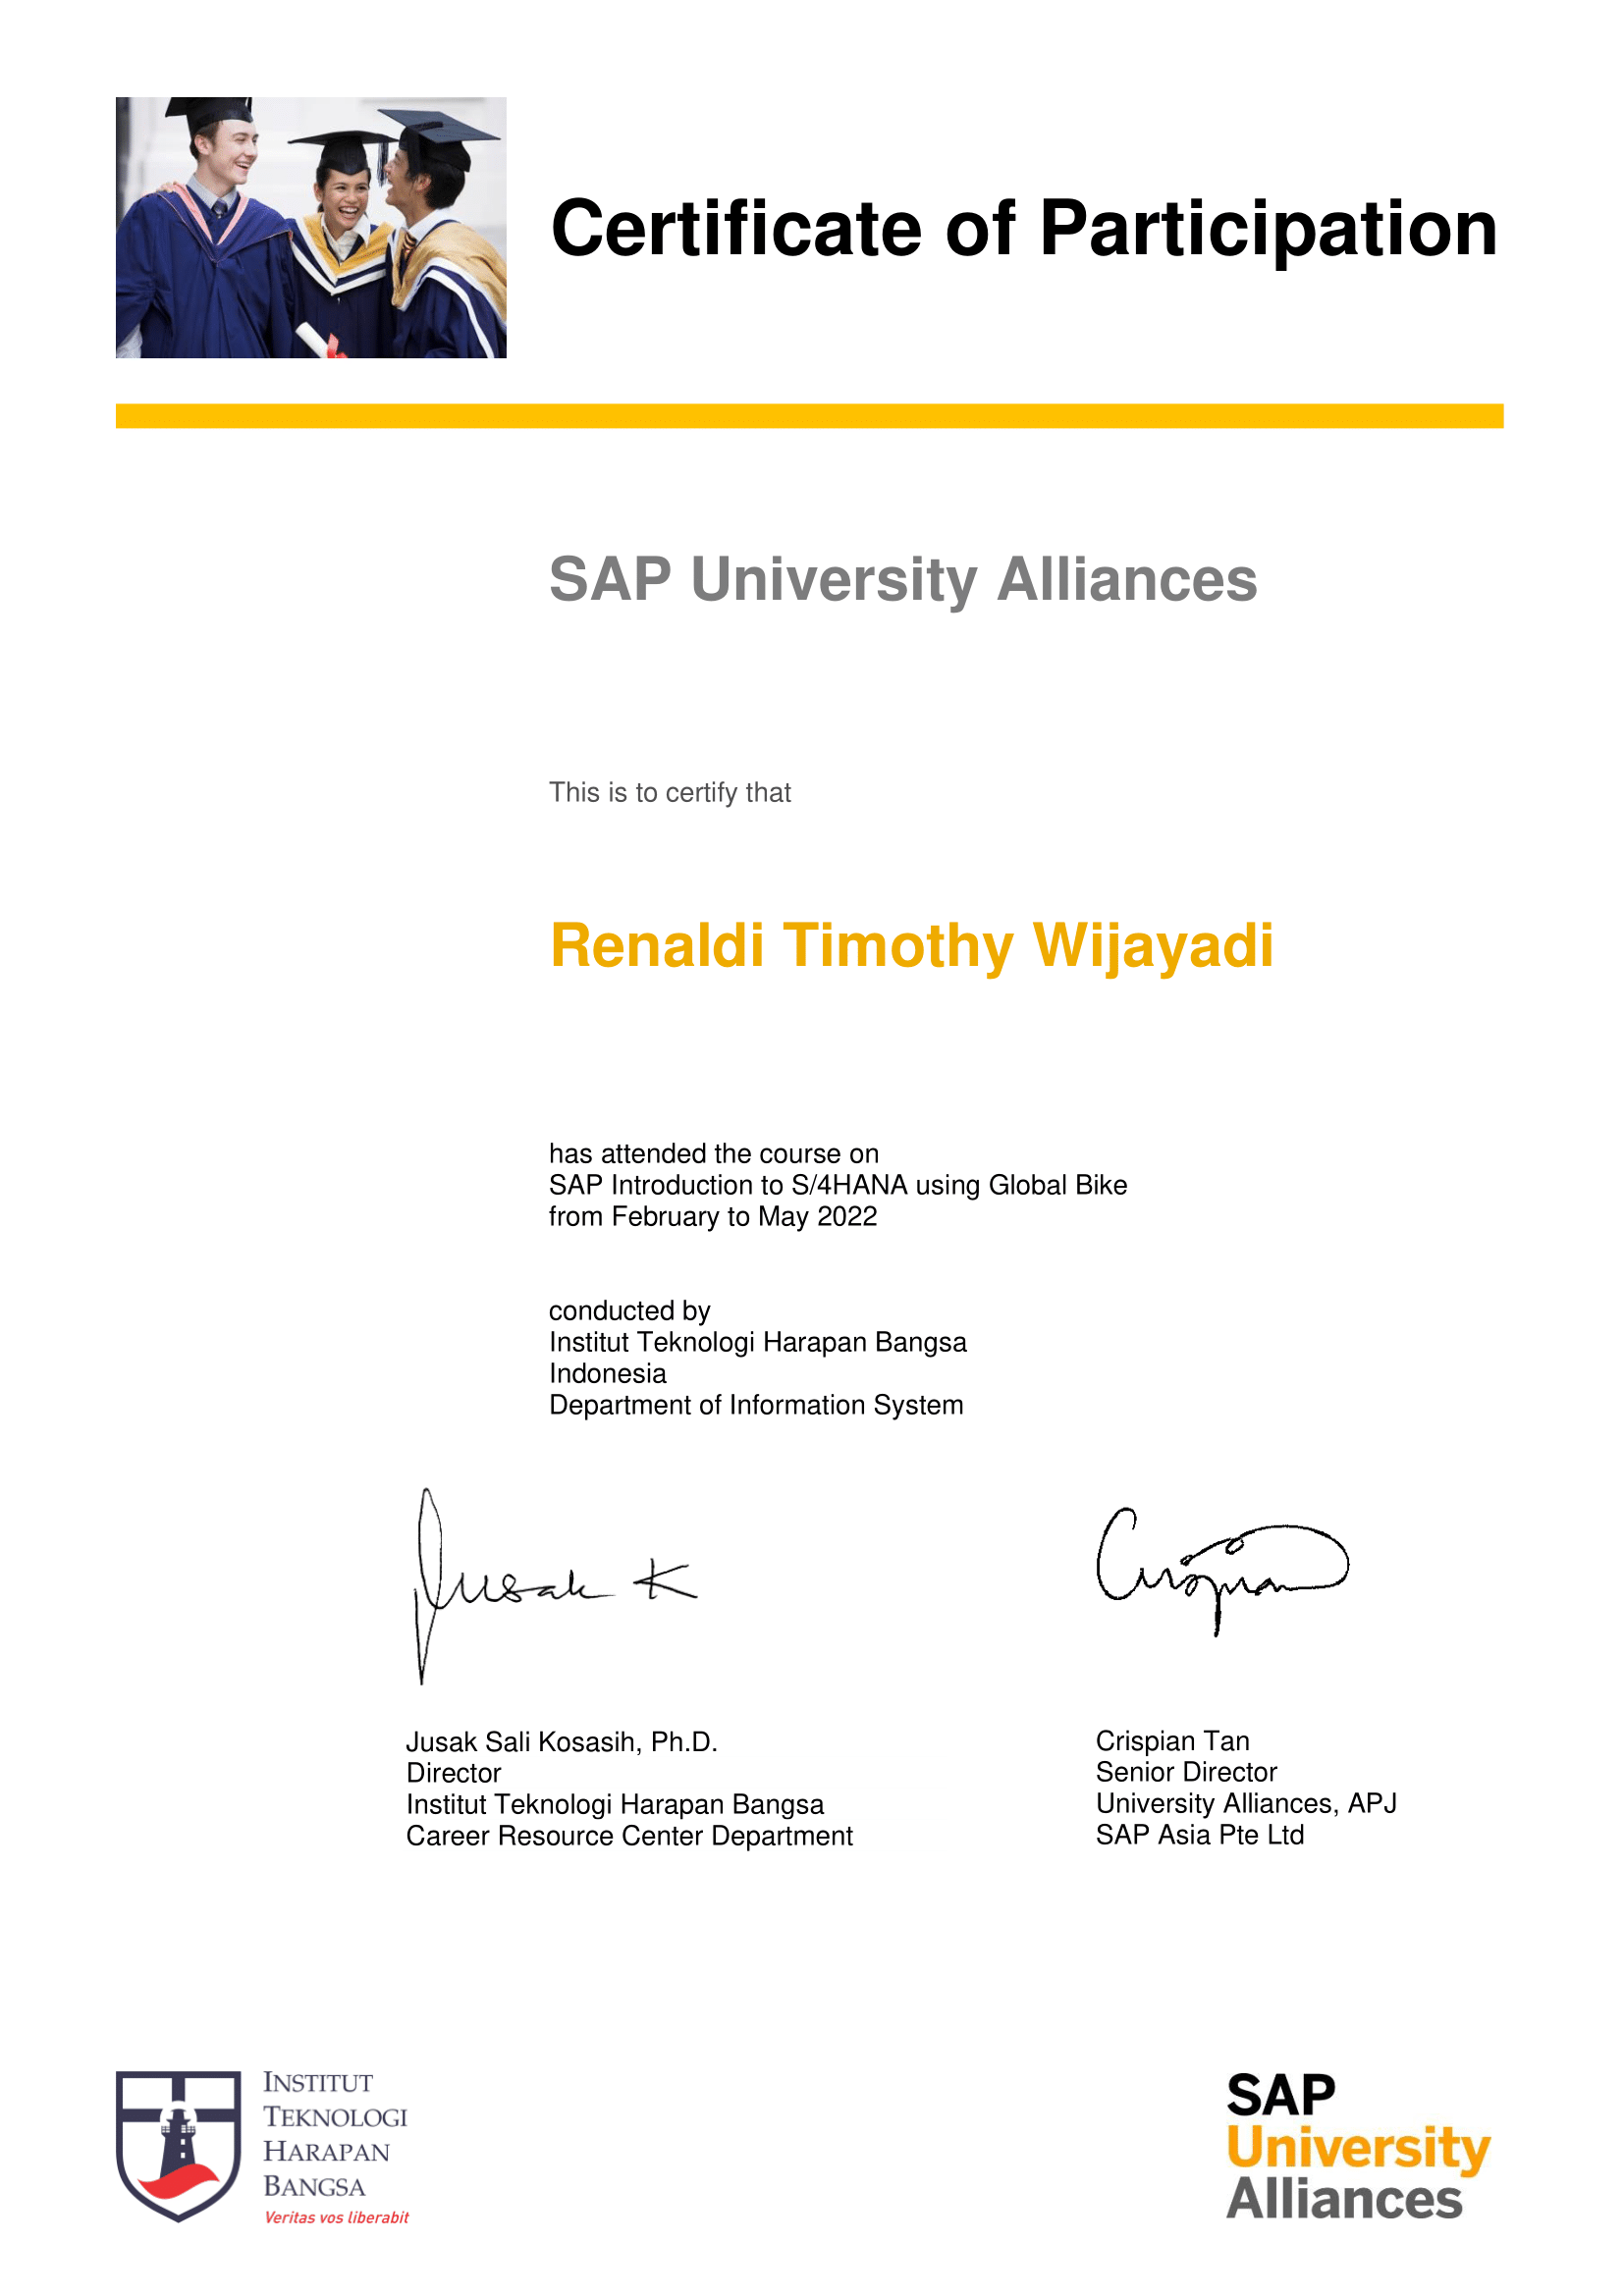 Certificate of Participation
SAP University Alliances
This is to certify that
Renaldi Timothy Wijayadi
has attended the course on
SAP Introduction to S/4HANA using Global Bike
from February to May 2022
conducted by
Institut Teknologi Harapan Bangsa
Indonesia
Department of Information System
Jusak K
Crispian
Jusak Sali Kosasih, Ph.D.
Director
Institut Teknologi Harapan Bangsa
Career Resource Center Department
Crispian Tan
Senior Director
University Alliances, APJ
SAP Asia Pte Ltd
INSTITUT
TEKNOLOGI
HARAPAN
BANGSA
Veritas vos liberabit
SAP
University
Alliances